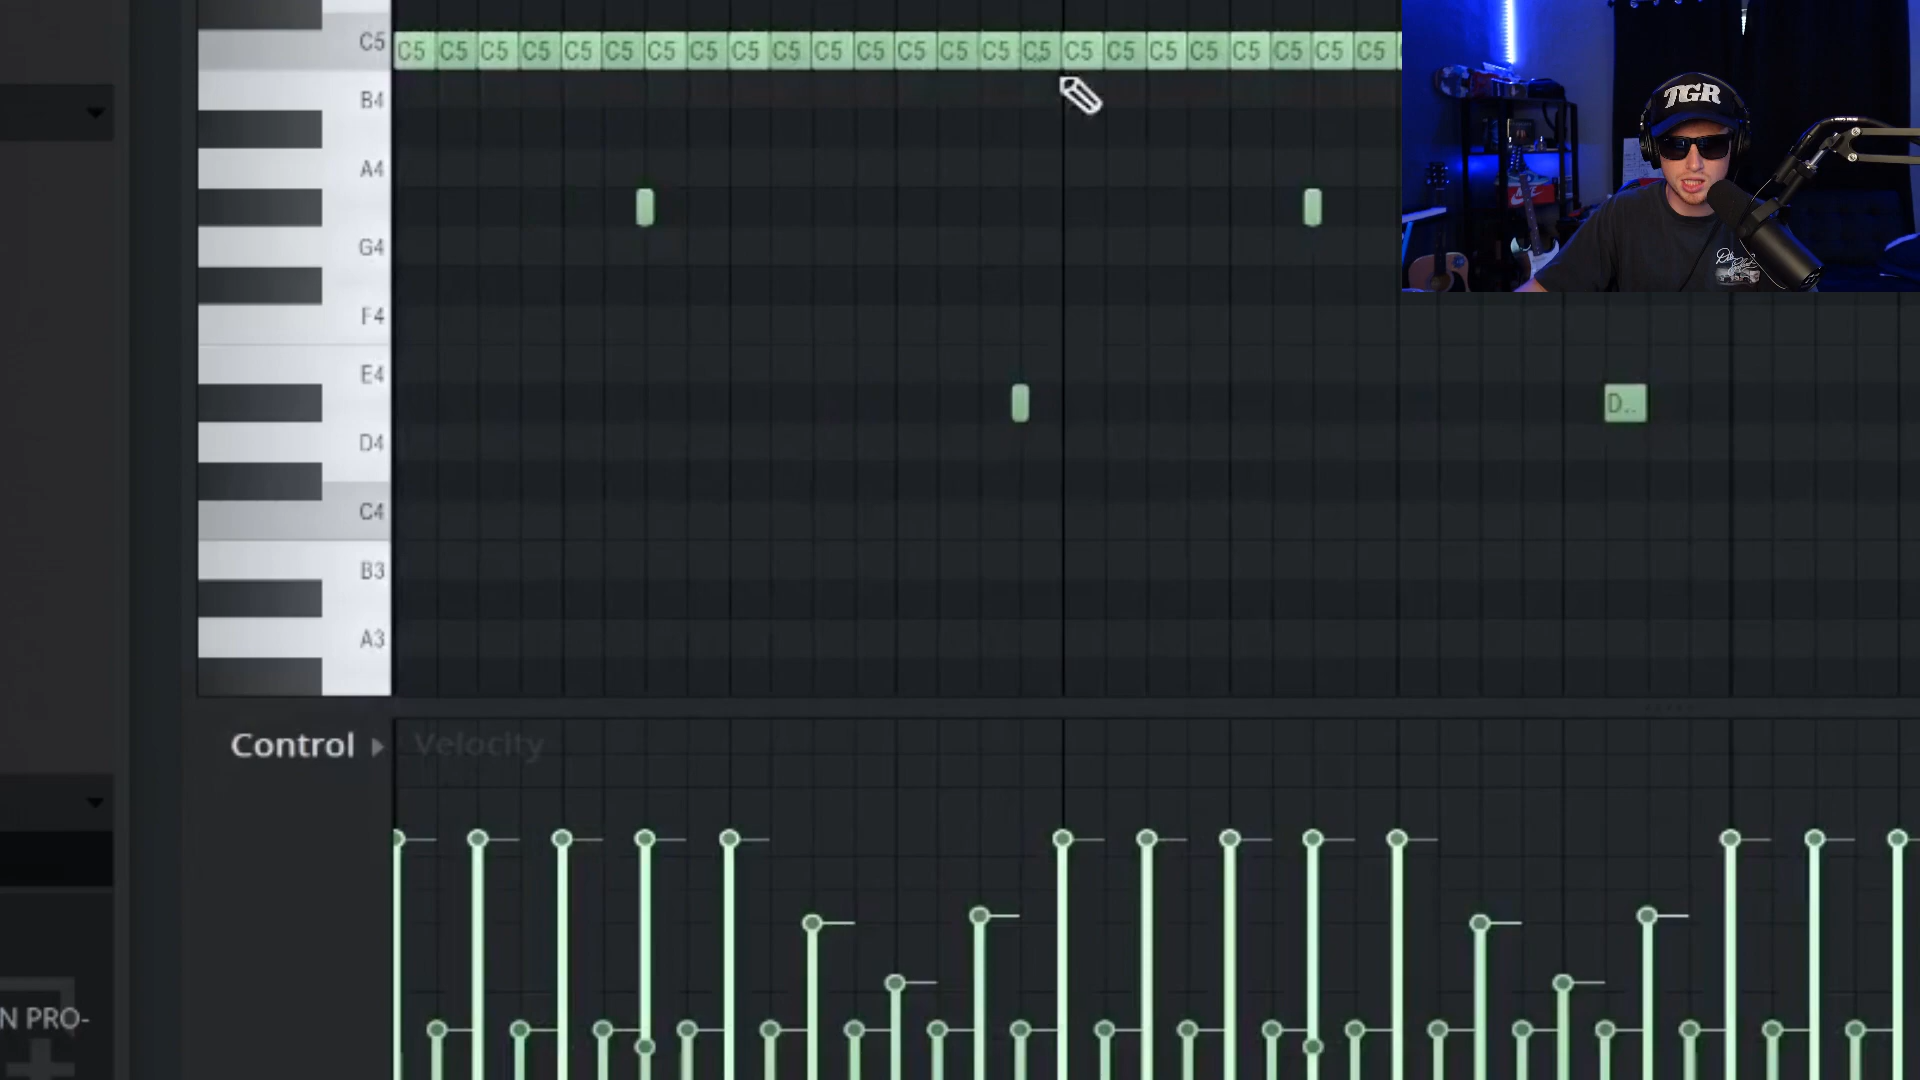 C5 C5 C5 C5 C5 C5 C5 C5 C5 C5 C5 C5 C5 C5 C5 C5 C5 C5 C5 C5 C5 C5 C5 C5 C5
TGR
B4
A4
G4
F4
E4
D..
D4
C4
B3
A3
Control Velocity
N PRO-